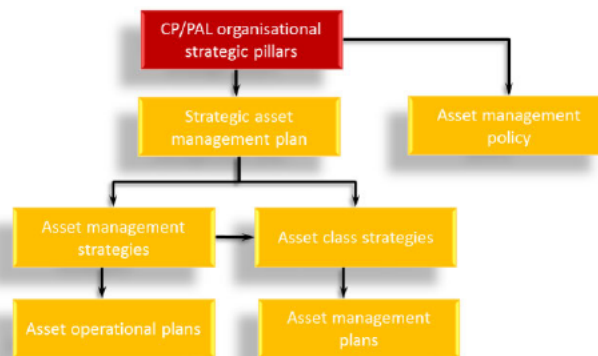 CP/PAL organisational
strategic pillars
Strategic asset
management plan
Asset management
policy
Asset management
strategies
Asset class strategies
Asset operational plans
Asset management
plans